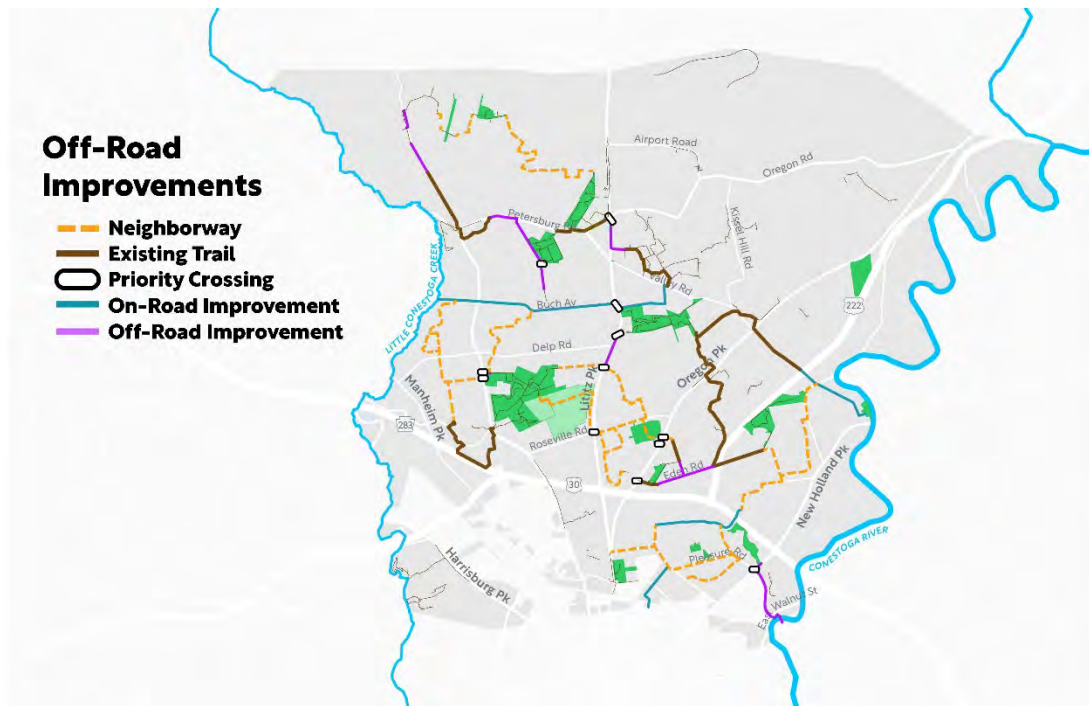 Off-Road
Improvements
Neighborway
Existing Trail
Priority Crossing
On-Road Improvement
Off-Road Improvement
Airport Road
Oregon Rd
Kissel Hill Rd
Petersburg
Valley Rd
222
LITTLE CONESTOGA CREEK
Buch Av
Delp Rd
Oregon Pk
Manheim Pk
Lititz Pk
283
Roseville Rd
Eden Rd
30
New Holland Pk
CONESTOGA RIVER
Pleasure Rd
Harrisburg Pk
East Walnut St